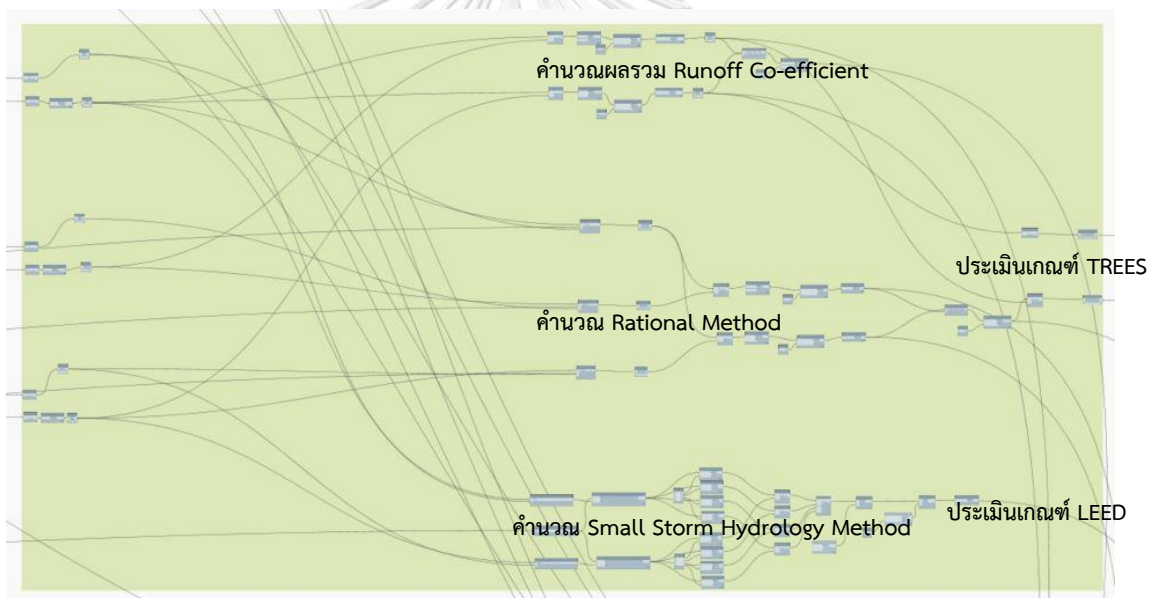 คำนวณผลรวม Runoff Co-efficient
ประเมินเกณฑ์ TREES
คำนวณ Rational Method
ประเมินเกณฑ์ LEED
คำนวณ Small Storm Hydrology Method